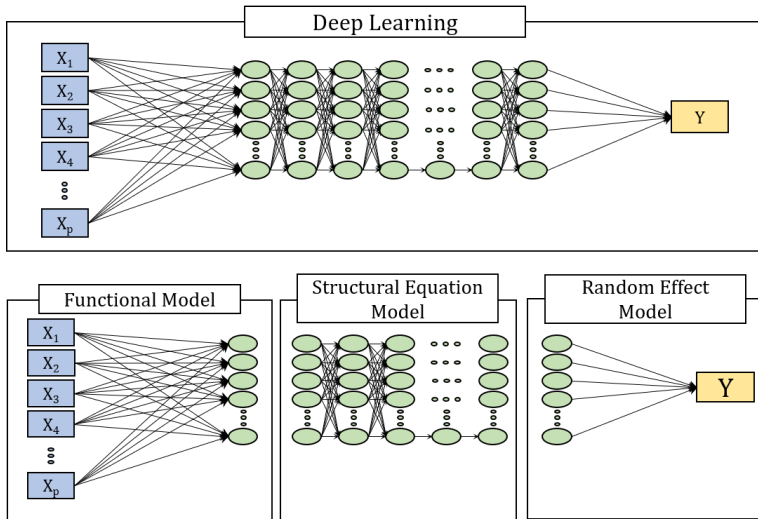 Deep Learning
X1
X2
X3
X4
Xp
Y
Functional Model
Structural Equation
Model
Random Effect
Model
X1
X2
X3
X4
Xp
Y